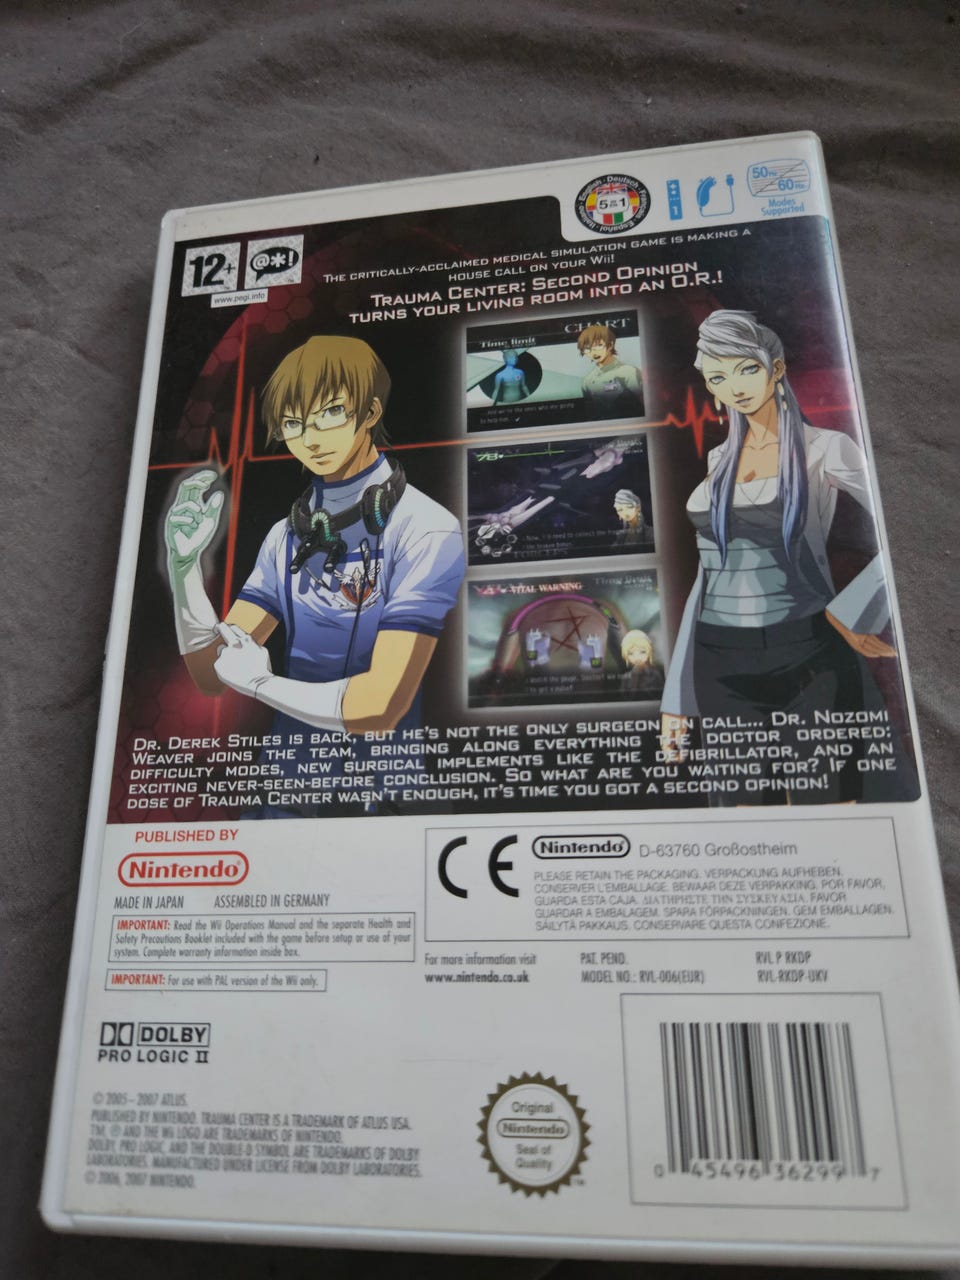 English · Deutsch · Français · Español · Italiano
5 in 1
1
50Hz
60Hz
Modes
Supported
12+
@*!
www.pegi.info
THE CRITICALLY-ACCLAIMED MEDICAL SIMULATION GAME IS MAKING A
HOUSE CALL ON YOUR Wii!
TRAUMA CENTER: SECOND OPINION
TURNS YOUR LIVING ROOM INTO AN O.R.!
CHART
Time limit
78
VITAL WARNING
DR. DEREK STILES IS BACK, BUT HE'S NOT THE ONLY SURGEON ON CALL... DR. NOZOMI
WEAVER JOINS THE TEAM, BRINGING ALONG EVERYTHING THE DOCTOR ORDERED:
DIFFICULTY MODES, NEW SURGICAL IMPLEMENTS LIKE THE DEFIBRILLATOR, AND AN
EXCITING NEVER-SEEN-BEFORE CONCLUSION. SO WHAT ARE YOU WAITING FOR? IF ONE
DOSE OF TRAUMA CENTER WASN'T ENOUGH, IT'S TIME YOU GOT A SECOND OPINION!
PUBLISHED BY
Nintendo
MADE IN JAPAN ASSEMBLED IN GERMANY
IMPORTANT: Read the Wii Operations Manual and the separate Health and
Safety Precautions Booklet included with the game before setup or use of your
system. Complete warranty information inside box.
IMPORTANT: For use with PAL version of the Wii only.
CE
Nintendo D-63760 Großostheim
PLEASE RETAIN THE PACKAGING. VERPACKUNG AUFHEBEN.
CONSERVER L'EMBALLAGE. BEWAAR DEZE VERPAKKING. POR FAVOR,
GUARDA ESTA CAJA. ΔΙΑΤΗΡΗΣΤΕ ΤΗΝ ΣΥΣΚΕΥΑΣΙΑ. FAVOR
GUARDAR A EMBALAGEM. SPARA FÖRPACKNINGEN. GEM EMBALLAGEN.
SÄILYTÄ PAKKAUS. CONSERVARE QUESTA CONFEZIONE.
For more information visit
www.nintendo.co.uk
PAT. PEND. RVL P RKDP
MODEL NO.: RVL-006(EUR) RVL-RKDP-UKV
DOLBY
PRO LOGIC II
© 2005-2007 ATLUS.
PUBLISHED BY NINTENDO. TRAUMA CENTER IS A TRADEMARK OF ATLUS USA.
TM, ® AND THE Wii LOGO ARE TRADEMARKS OF NINTENDO.
DOLBY, PRO LOGIC, AND THE DOUBLE-D SYMBOL ARE TRADEMARKS OF DOLBY
LABORATORIES. MANUFACTURED UNDER LICENSE FROM DOLBY LABORATORIES.
© 2006, 2007 NINTENDO.
Original
Nintendo
Seal of
Quality
TM
0 45496 36299 7